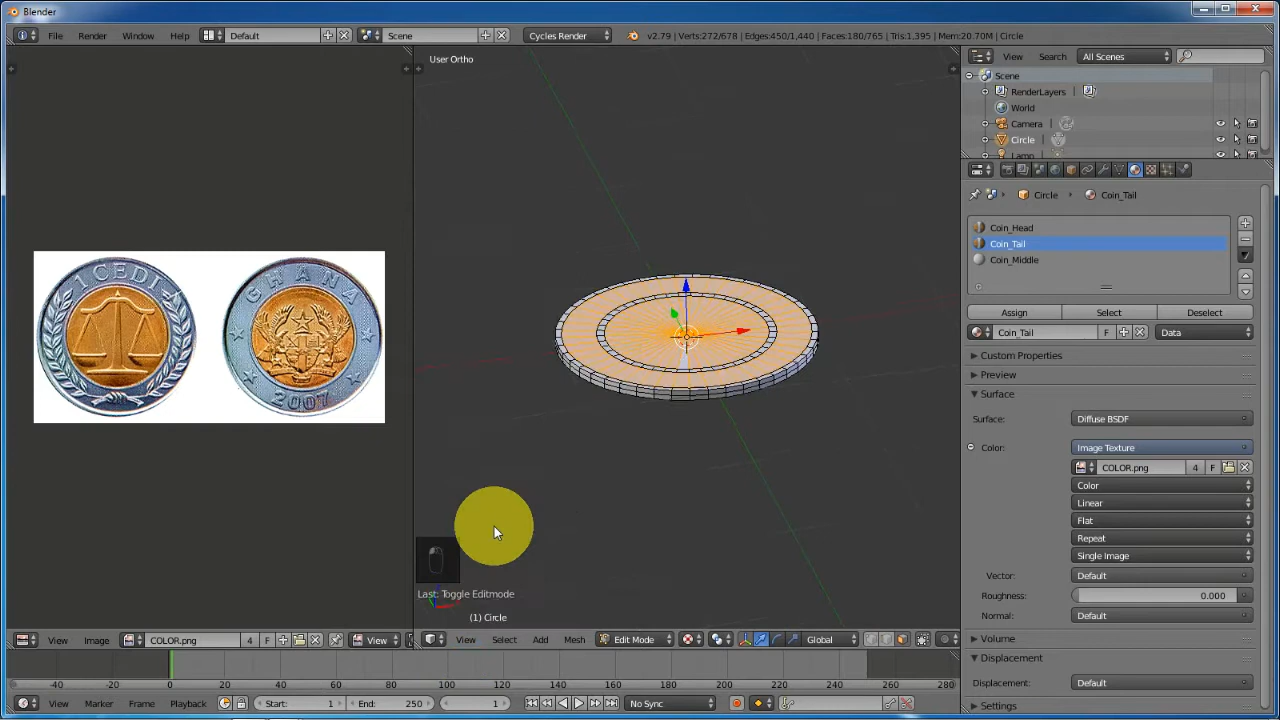 Blender
File Render Window Help Default Scene Cycles Render v2.79 | Verts:272/678 | Edges:450/1,440 | Faces:180/765 | Tris:1,395 | Mem:20.70M | Circle
User Ortho
View Search All Scenes
Scene
RenderLayers
World
Camera
Circle
Lamp
Circle Coin_Tail
Coin_Head
Coin_Tail
Coin_Middle
Assign Select Deselect
Coin_Tail F Data
Custom Properties
Preview
Surface
Surface: Diffuse BSDF
Color: Image Texture
COLOR.png 4 F
Color
Linear
Flat
Repeat
Single Image
Vector: Default
Roughness: 0.000
Normal: Default
Volume
Displacement
Displacement: Default
Settings
1 CEDI
GHANA
2007
Last: Toggle Editmode
(1) Circle
View Image COLOR.png 4 F View
View Select Add Mesh Edit Mode Global
-40 -20 0 20 40 60 80 100 120 140 160 180 200 220 240 260 280
View Marker Frame Playback Start: 1 End: 250 1 No Sync